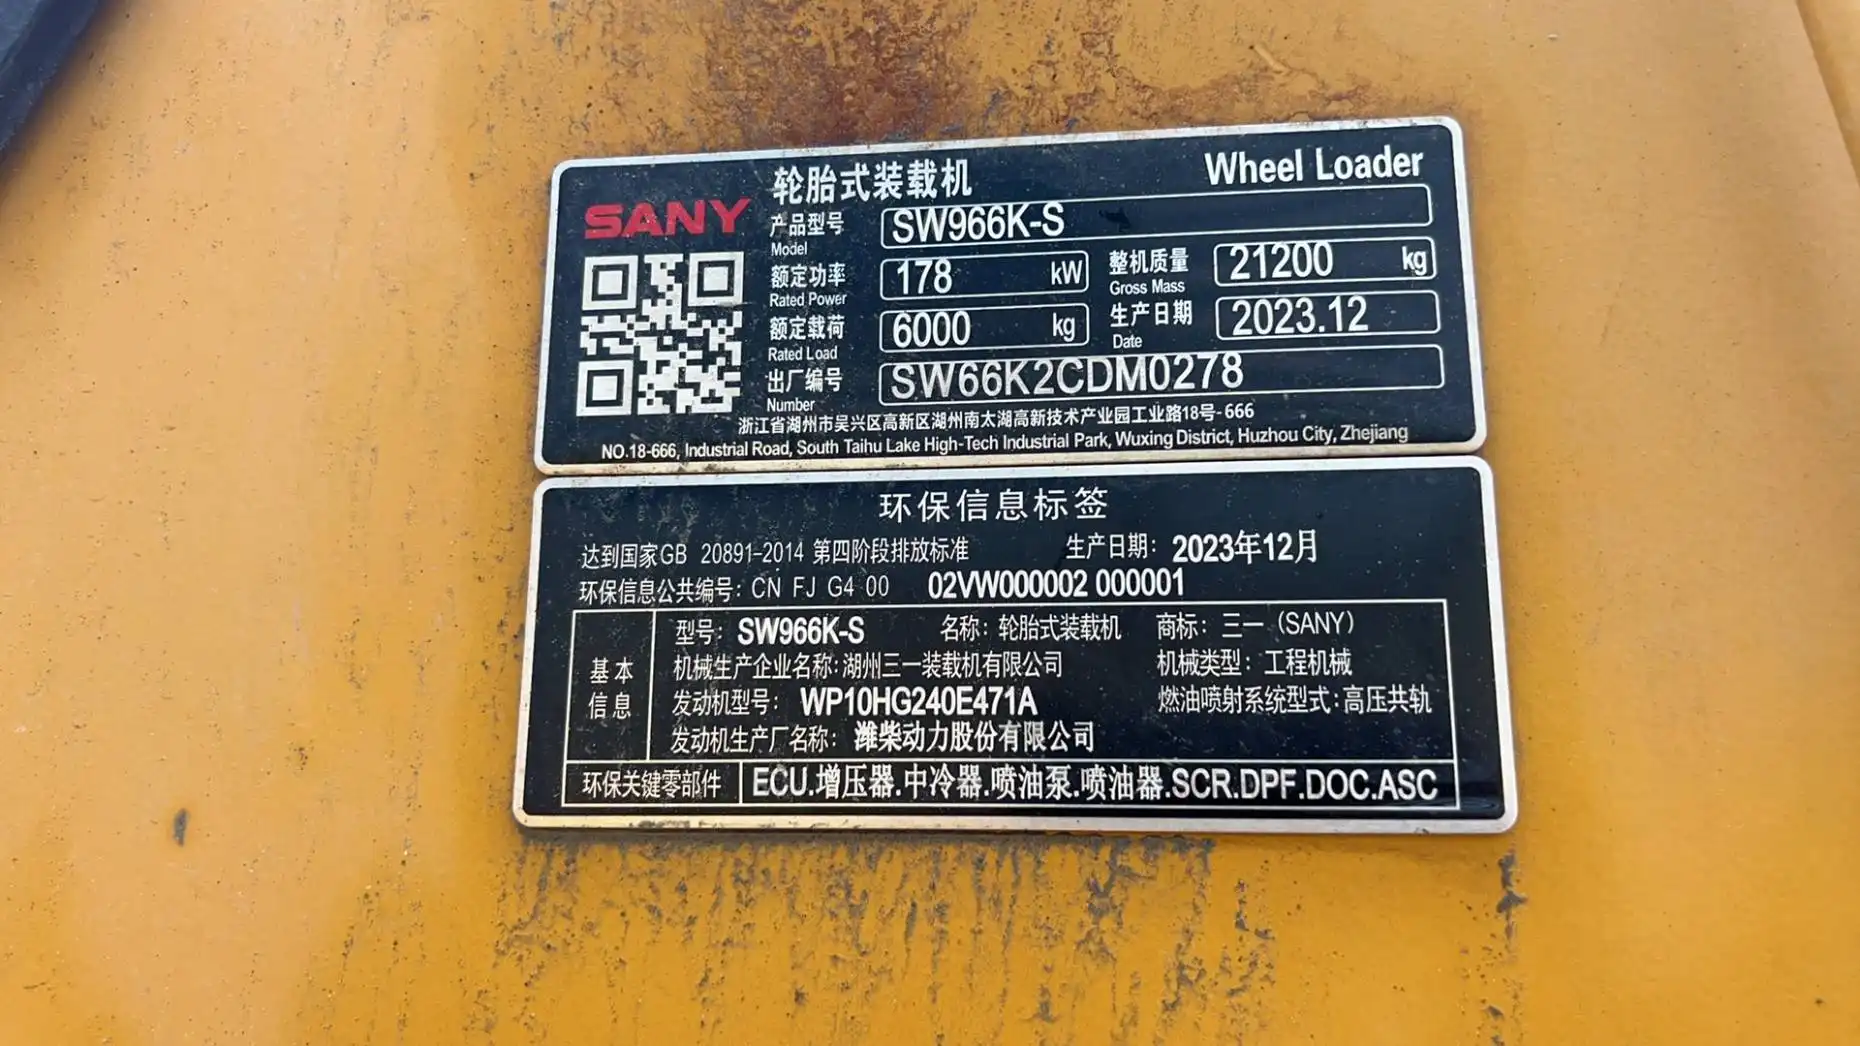 轮胎式装载机 Wheel Loader
SANY
产品型号 SW966K-S
Model
额定功率 178 kW 整机质量 21200 kg
Rated Power Gross Mass
额定载荷 6000 kg 生产日期 2023.12
Rated Load Date
出厂编号 SW66K2CDM0278
Number
浙江省湖州市吴兴区高新区湖州南太湖高新技术产业园工业路18号-666
NO.18-666, Industrial Road, South Taihu Lake High-Tech Industrial Park, Wuxing District, Huzhou City, Zhejiang
环保信息标签
达到国家GB 20891-2014 第四阶段排放标准 生产日期: 2023年12月
环保信息公共编号: CN FJ G4 00 02VW000002 000001
基本信息
型号: SW966K-S 名称: 轮胎式装载机 商标: 三一（SANY）
机械生产企业名称:湖州三一装载机有限公司 机械类型: 工程机械
发动机型号: WP10HG240E471A 燃油喷射系统型式:高压共轨
发动机生产厂名称: 潍柴动力股份有限公司
环保关键零部件 ECU.增压器.中冷器.喷油泵.喷油器.SCR.DPF.DOC.ASC